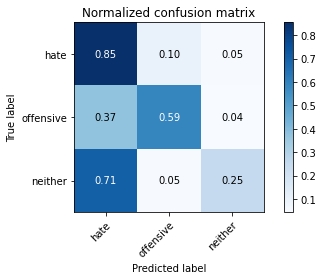 Normalized confusion matrix
True label
hate 0.85 0.10 0.05
offensive 0.37 0.59 0.04
neither 0.71 0.05 0.25
hate offensive neither
Predicted label
0.8
0.7
0.6
0.5
0.4
0.3
0.2
0.1